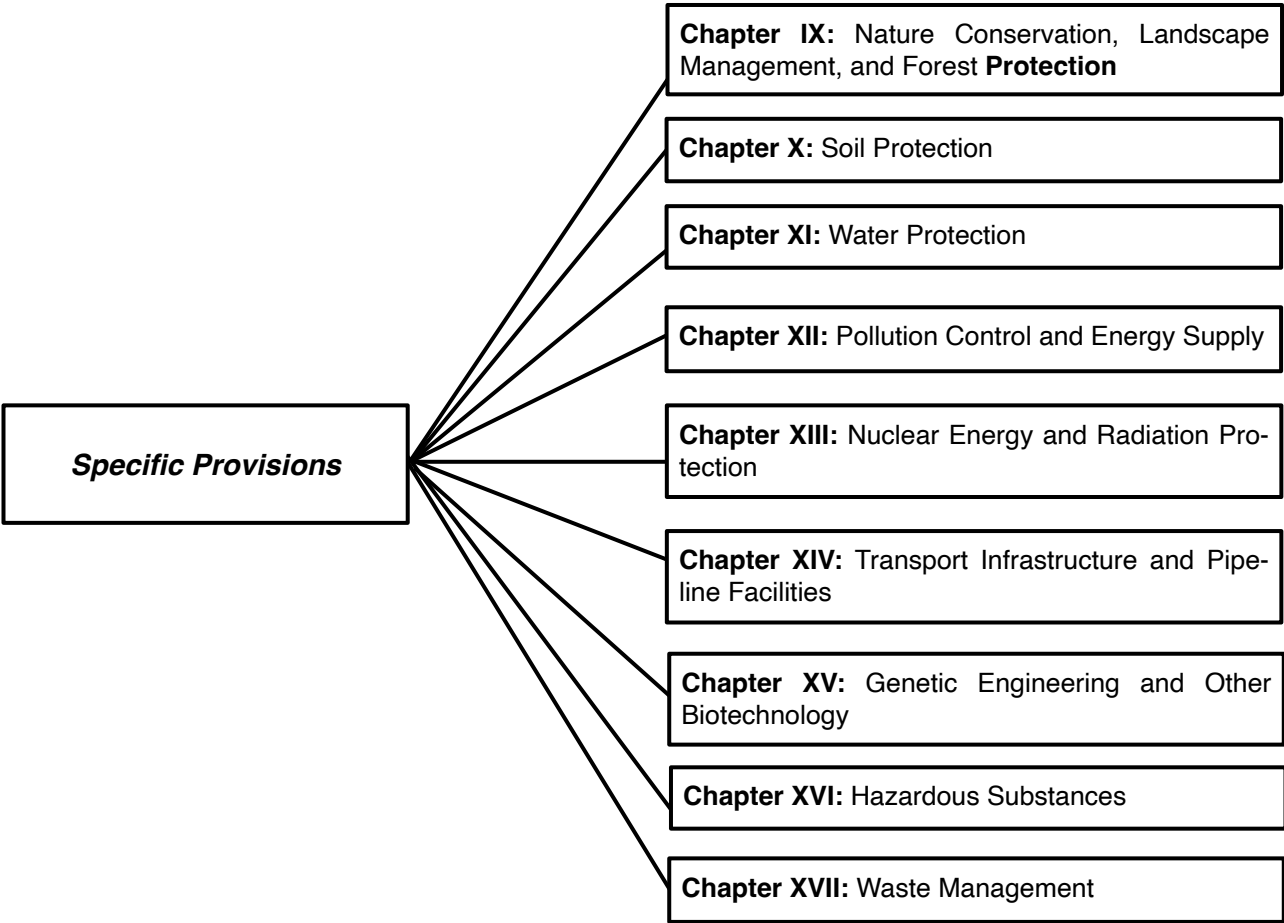 Chapter IX: Nature Conservation, Landscape
Management, and Forest Protection
Chapter X: Soil Protection
Chapter XI: Water Protection
Chapter XII: Pollution Control and Energy Supply
Specific Provisions
Chapter XIII: Nuclear Energy and Radiation Pro-
tection
Chapter XIV: Transport Infrastructure and Pipe-
line Facilities
Chapter XV: Genetic Engineering and Other
Biotechnology
Chapter XVI: Hazardous Substances
Chapter XVII: Waste Management